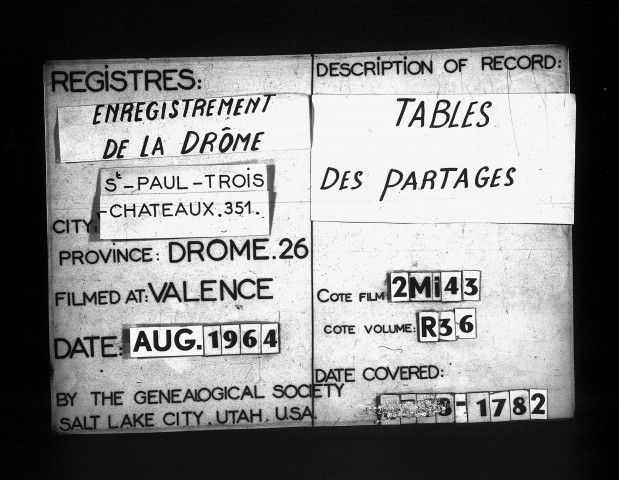 REGISTRES:
ENREGISTREMENT
DE LA DRÔME
St-PAUL-TROIS
-CHATEAUX.351.
CITY:
PROVINCE: DROME.26
FILMED AT: VALENCE
DATE: AUG. 1964
BY THE GENEALOGICAL SOCIETY
SALT LAKE CITY, UTAH, U.S.A.
DESCRIPTION OF RECORD:
TABLES
DES PARTAGES
COTE FILM: 2Mi43
COTE VOLUME: R36
DATE COVERED:
-1782